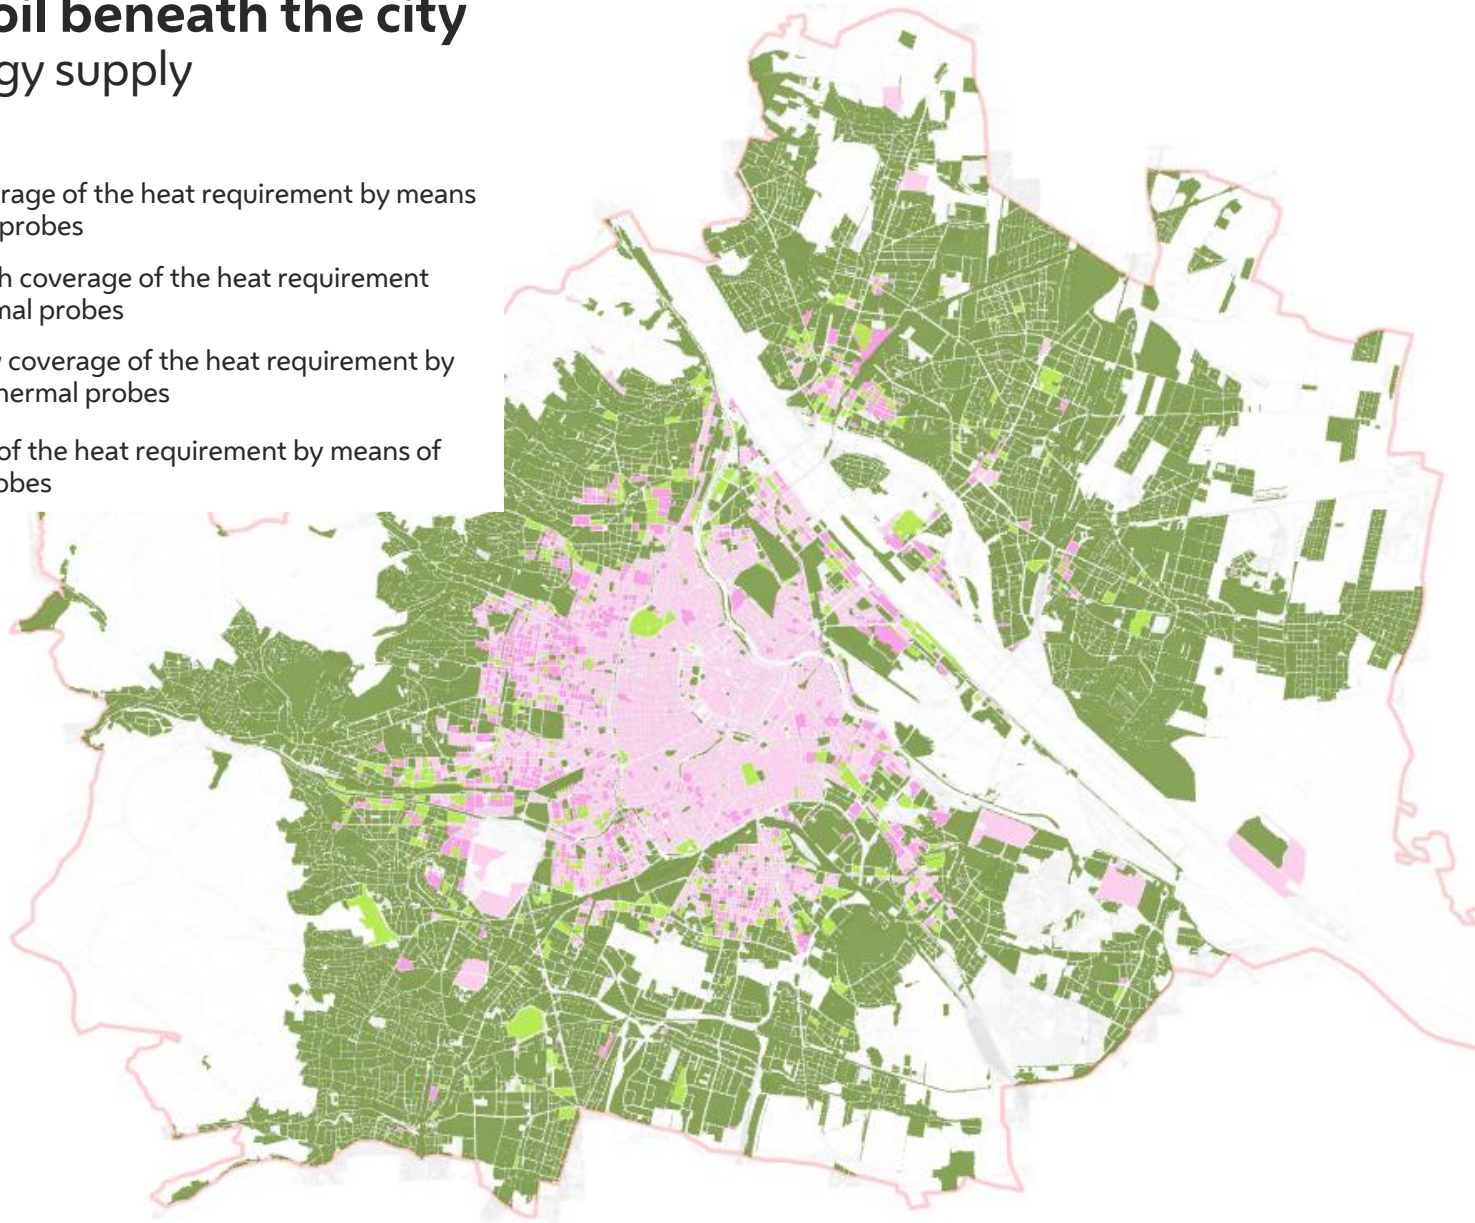 oil beneath the city
gy supply
rage of the heat requirement by means
probes
h coverage of the heat requirement
mal probes
coverage of the heat requirement by
hermal probes
of the heat requirement by means of
obes